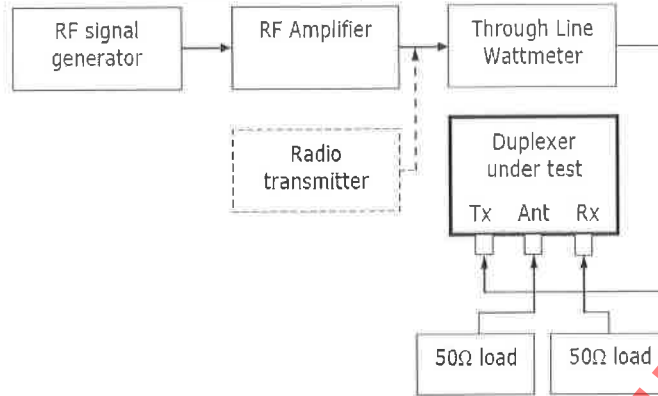 RF signal
generator
RF Amplifier
Through Line
Wattmeter
Radio
transmitter
Duplexer
under test
Tx Ant Rx
50Ω load
50Ω load